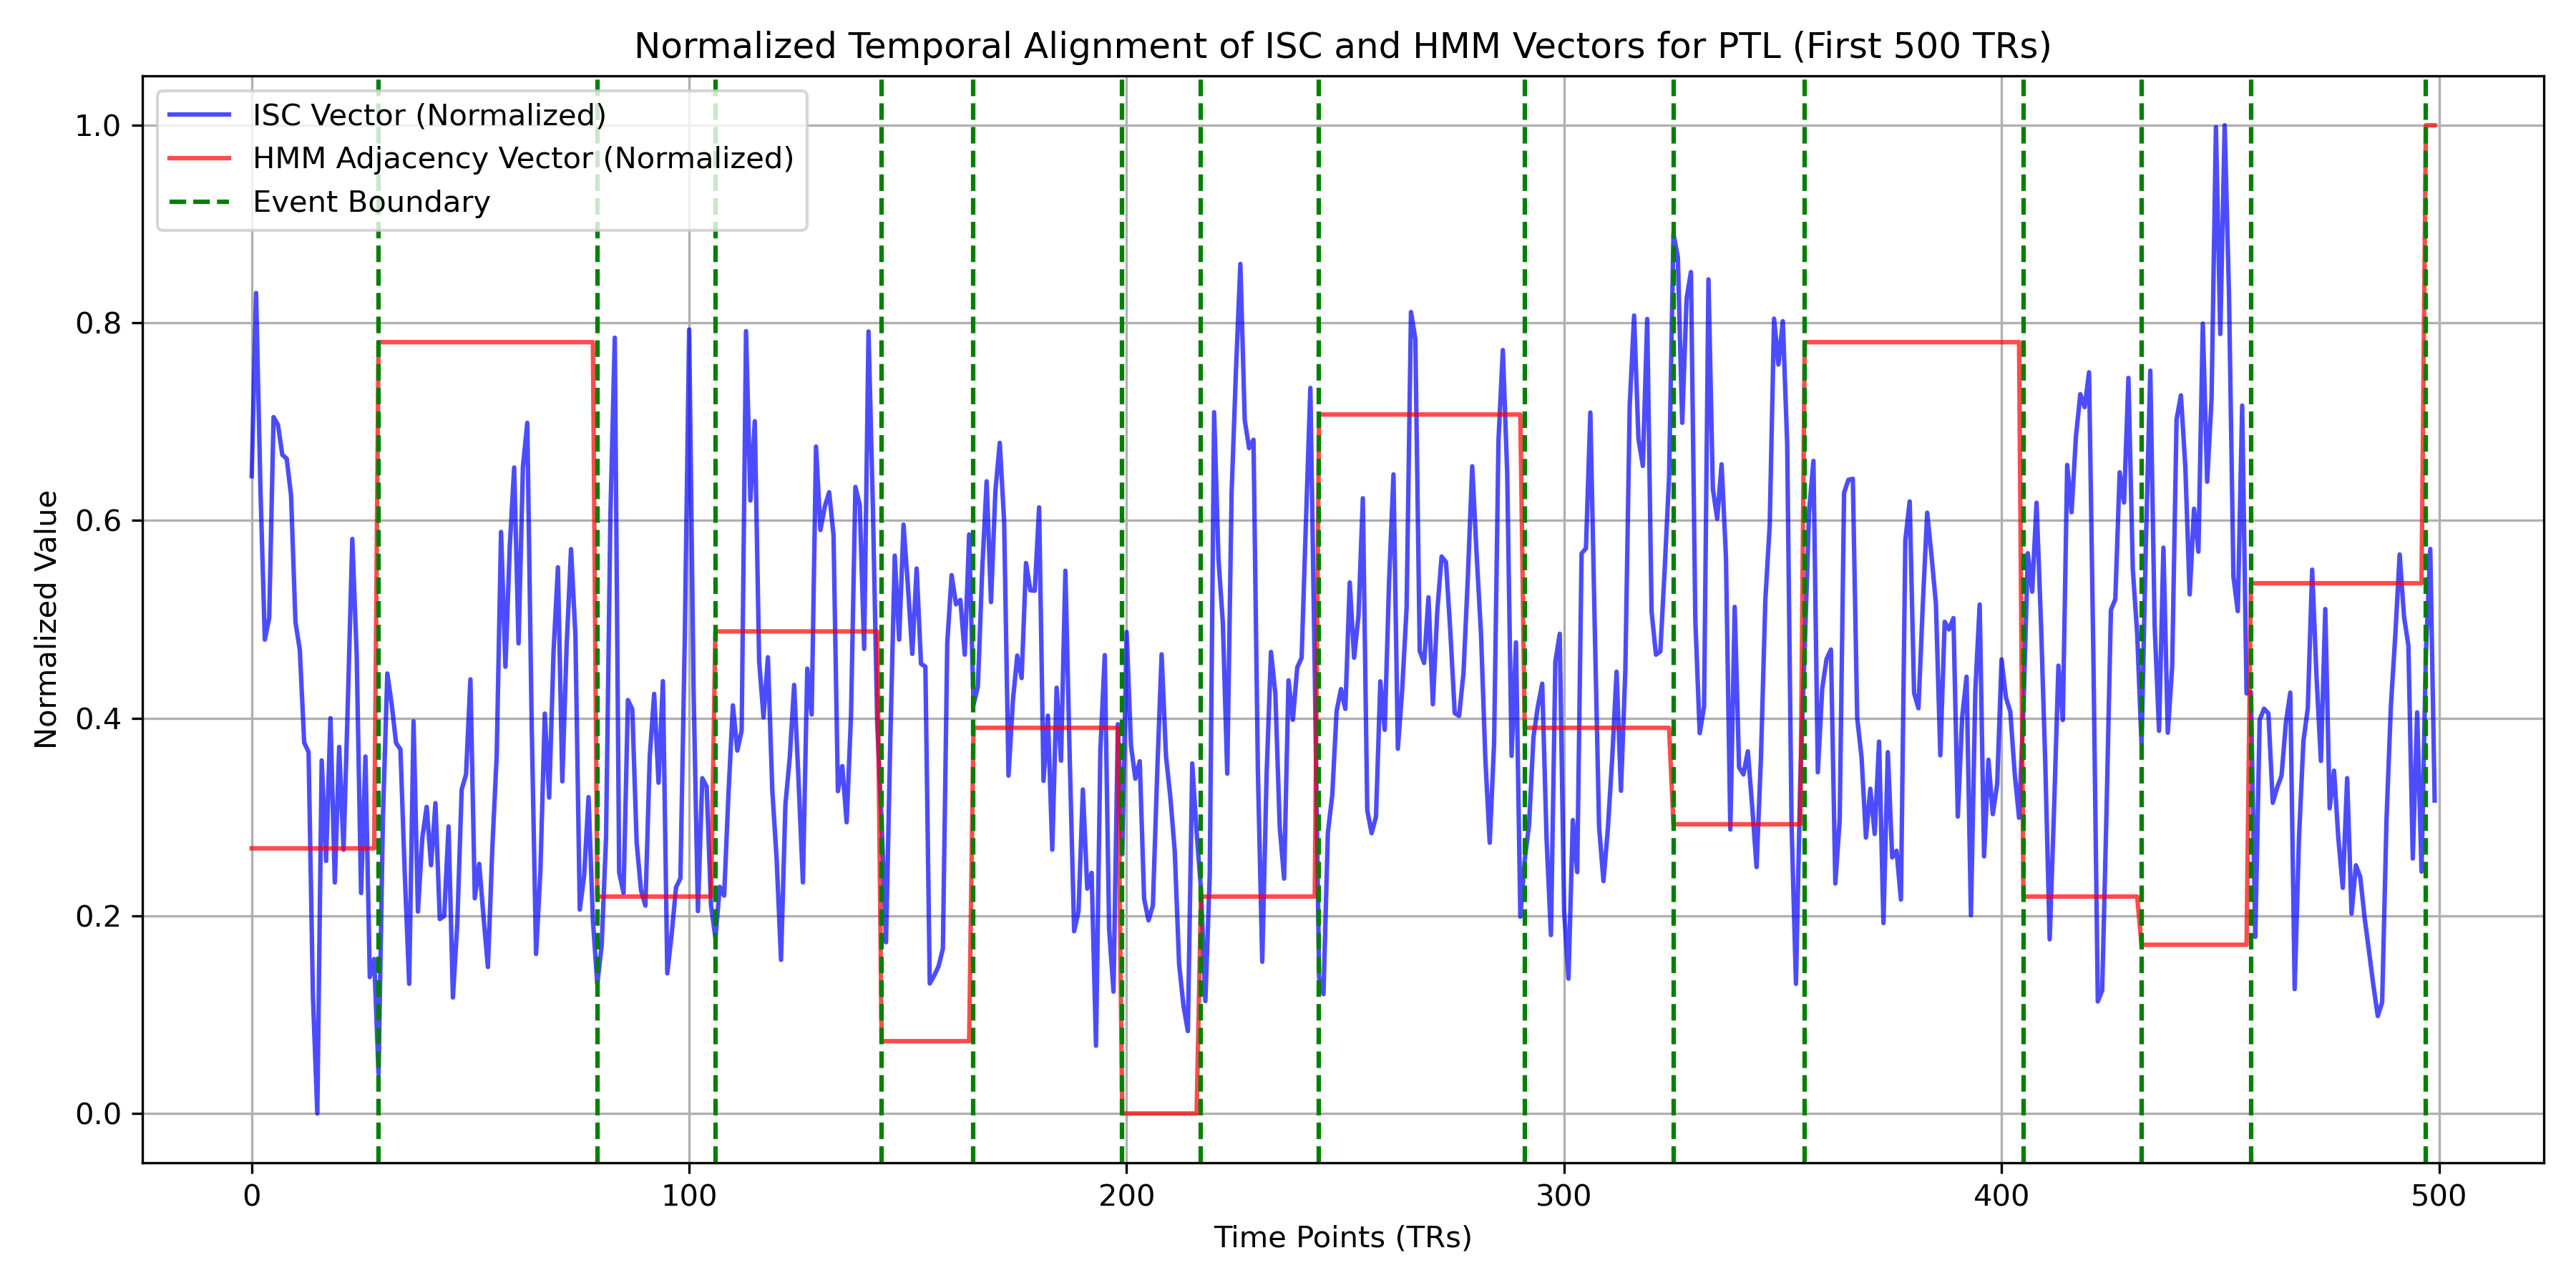 Normalized Temporal Alignment of ISC and HMM Vectors for PTL (First 500 TRs)
ISC Vector (Normalized)
HMM Adjacency Vector (Normalized)
Event Boundary
Normalized Value
1.0
0.8
0.6
0.4
0.2
0.0
0 100 200 300 400 500
Time Points (TRs)